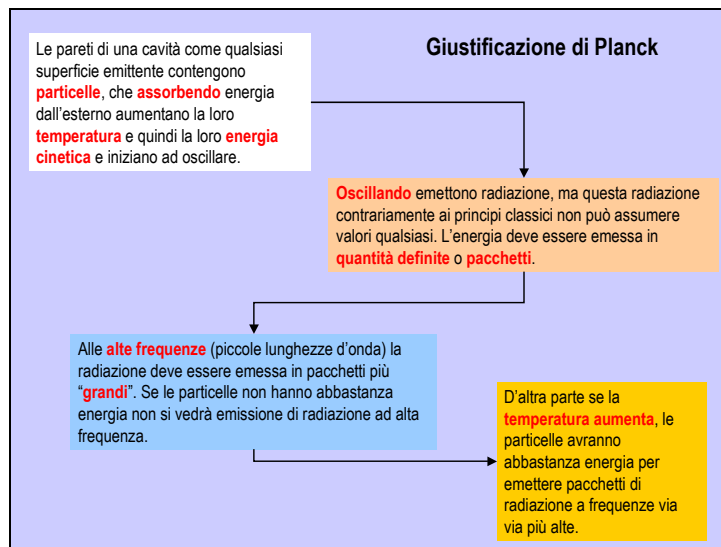 Giustificazione di Planck
Le pareti di una cavità come qualsiasi
superficie emittente contengono
particelle, che assorbendo energia
dall'esterno aumentano la loro
temperatura e quindi la loro energia
cinetica e iniziano ad oscillare.
Oscillando emettono radiazione, ma questa radiazione
contrariamente ai principi classici non può assumere
valori qualsiasi. L'energia deve essere emessa in
quantità definite o pacchetti.
Alle alte frequenze (piccole lunghezze d'onda) la
radiazione deve essere emessa in pacchetti più
"grandi". Se le particelle non hanno abbastanza
energia non si vedrà emissione di radiazione ad alta
frequenza.
D'altra parte se la
temperatura aumenta, le
particelle avranno
abbastanza energia per
emettere pacchetti di
radiazione a frequenze via
via più alte.